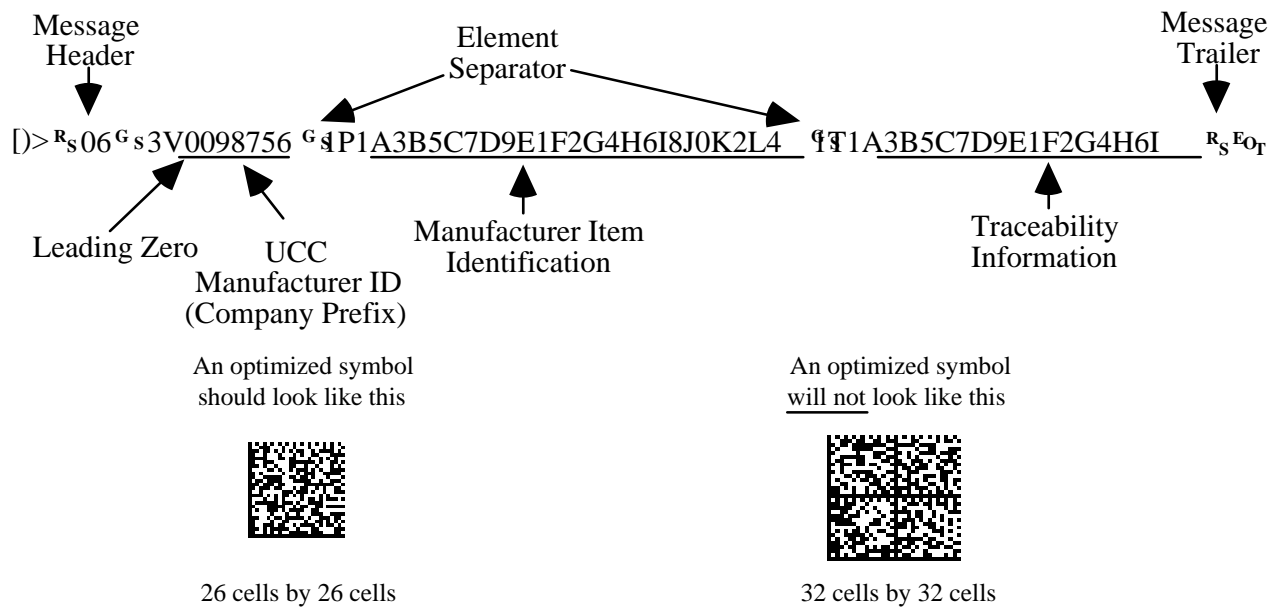 Message
Header
Element
Separator
Message
Trailer
[)> RS06GS3V0098756 GS1P1A3B5C7D9E1F2G4H6I8J0K2L4 GS1T1A3B5C7D9E1F2G4H6I RSEOT
Leading Zero
UCC
Manufacturer ID
(Company Prefix)
Manufacturer Item
Identification
Traceability
Information
An optimized symbol
should look like this
An optimized symbol
will not look like this
26 cells by 26 cells
32 cells by 32 cells